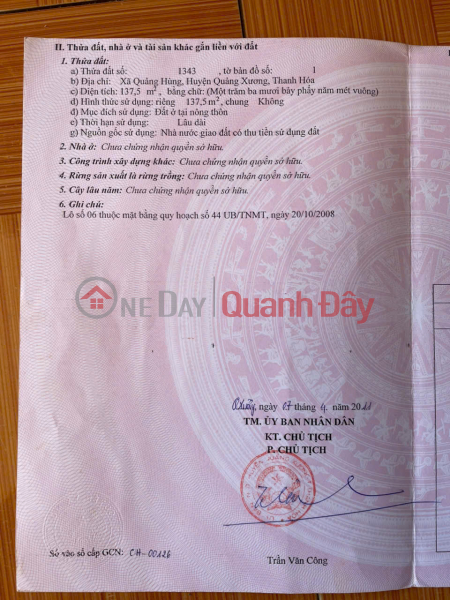 II. Thửa đất, nhà ở và tài sản khác gắn liền với đất
1. Thửa đất:
a) Thửa đất số: 1343 , tờ bản đồ số: 1
b) Địa chỉ: Xã Quảng Hùng, Huyện Quảng Xương, Thanh Hóa
c) Diện tích: 137,5 m², bằng chữ: (Một trăm ba mươi bảy phẩy năm mét vuông)
d) Hình thức sử dụng: riêng 137,5 m², chung Không
đ) Mục đích sử dụng: Đất ở tại nông thôn
e) Thời hạn sử dụng: Lâu dài
g) Nguồn gốc sử dụng: Nhà nước giao đất có thu tiền sử dụng đất
2. Nhà ở: Chưa chứng nhận quyền sở hữu.
3. Công trình xây dựng khác: Chưa chứng nhận quyền sở hữu.
4. Rừng sản xuất là rừng trồng: Chưa chứng nhận quyền sở hữu.
5. Cây lâu năm: Chưa chứng nhận quyền sở hữu.
6. Ghi chú:
Lô số 06 thuộc mặt bằng quy hoạch số 44 UB/TNMT, ngày 20/10/2008
ONE DAY Quanh Đây
ngày 07 tháng 4 năm 2011
TM. ỦY BAN NHÂN DÂN
KT. CHỦ TỊCH
P. CHỦ TỊCH
Số vào sổ cấp GCN: CH-00126
Trần Văn Công